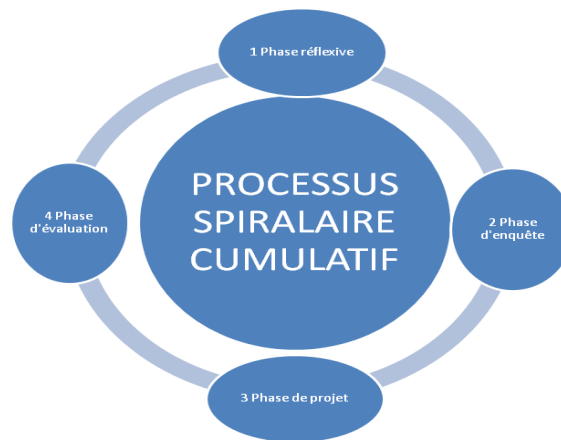 1 Phase réflexive
PROCESSUS
SPIRALAIRE
CUMULATIF
2 Phase
d'enquête
3 Phase de projet
4 Phase
d'évaluation